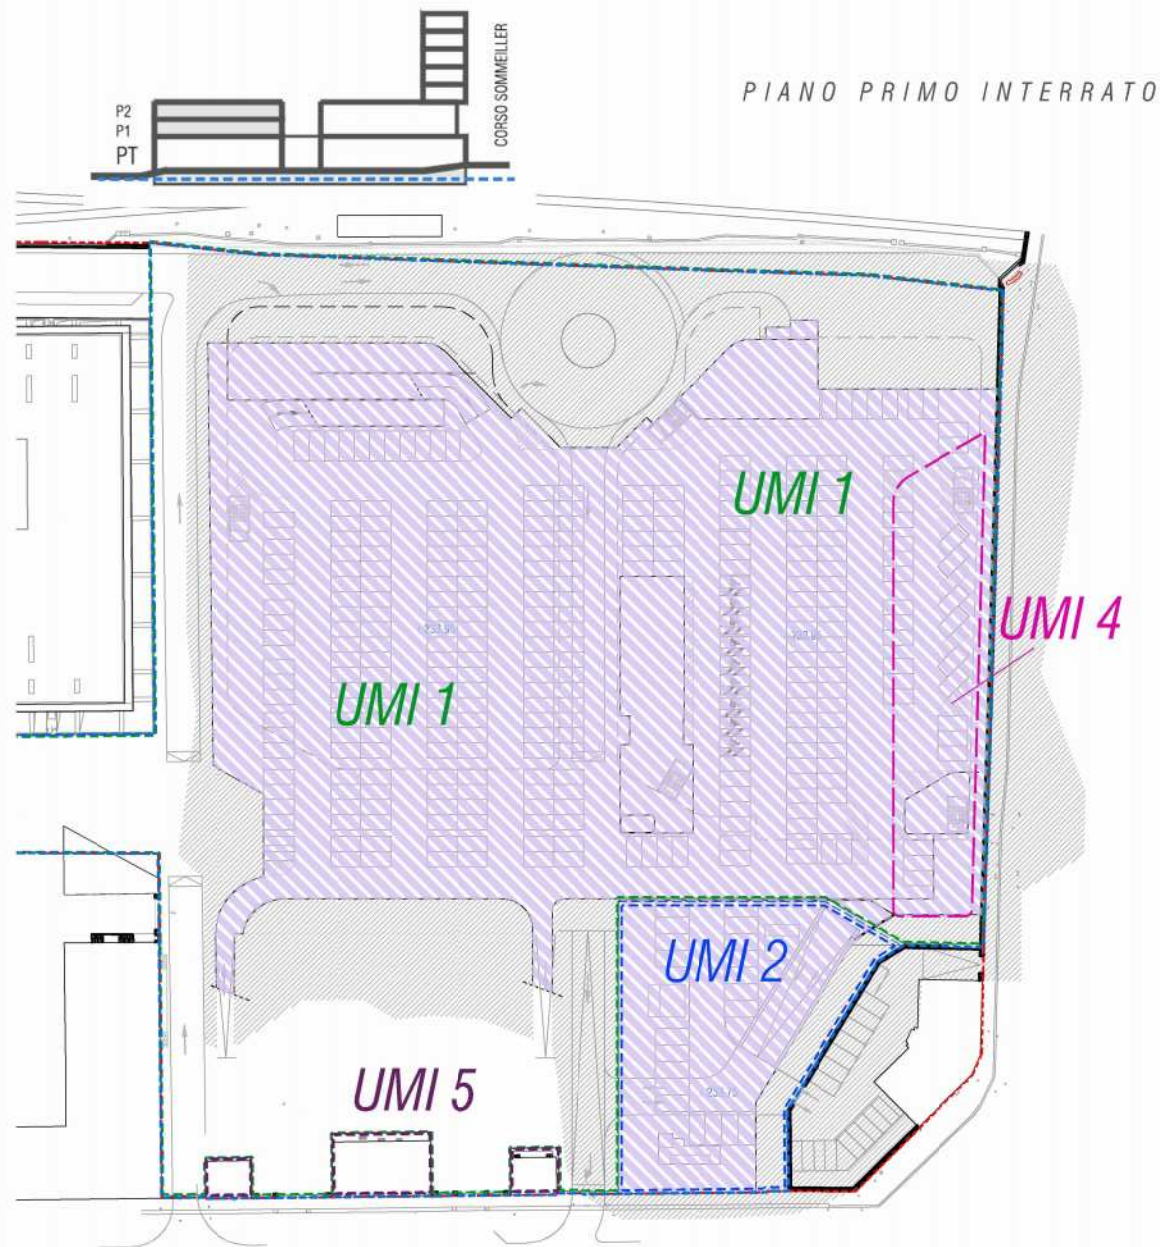 CORSO SOMMEILLER
P2
P1
PT
PIANO PRIMO INTERRATO
UMI 1
UMI 4
UMI 1
UMI 2
UMI 5